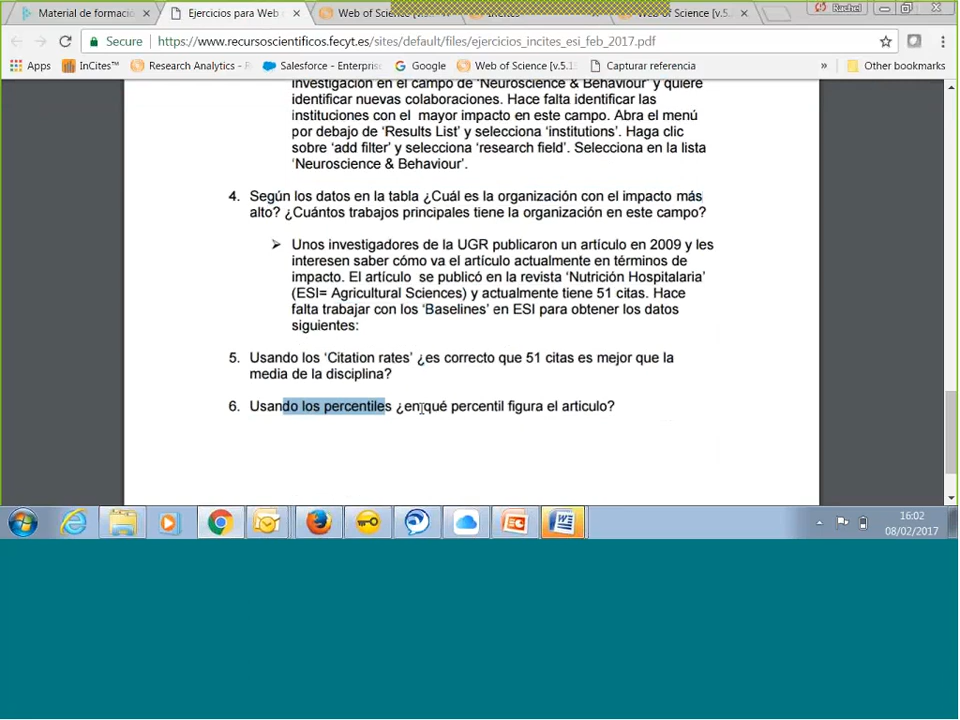 Material de formació
Ejercicios para Web
Web of Sci
Web of Science [v.5
Rachel
Secure
https://www.recursoscientificos.fecyt.es/sites/default/files/ejercicios_incites_esi_feb_2017.pdf
Apps
InCites™
Research Analytics -
Salesforce - Enterprise
Google
Web of Science [v.5.1
Capturar referencia
»
Other bookmarks
investigación en el campo de 'Neuroscience & Behaviour' y quiere
identificar nuevas colaboraciones. Hace falta identificar las
instituciones con el mayor impacto en este campo. Abra el menú
por debajo de 'Results List' y selecciona 'institutions'. Haga clic
sobre 'add filter' y selecciona 'research field'. Selecciona en la lista
'Neuroscience & Behaviour'.
4. Según los datos en la tabla ¿Cuál es la organización con el impacto más
alto? ¿Cuántos trabajos principales tiene la organización en este campo?
➢ Unos investigadores de la UGR publicaron un artículo en 2009 y les
interesen saber cómo va el artículo actualmente en términos de
impacto. El artículo se publicó en la revista 'Nutrición Hospitalaria'
(ESI= Agricultural Sciences) y actualmente tiene 51 citas. Hace
falta trabajar con los 'Baselines' en ESI para obtener los datos
siguientes:
5. Usando los 'Citation rates' ¿es correcto que 51 citas es mejor que la
media de la disciplina?
6. Usando los percentiles ¿en qué percentil figura el articulo?
16:02
08/02/2017